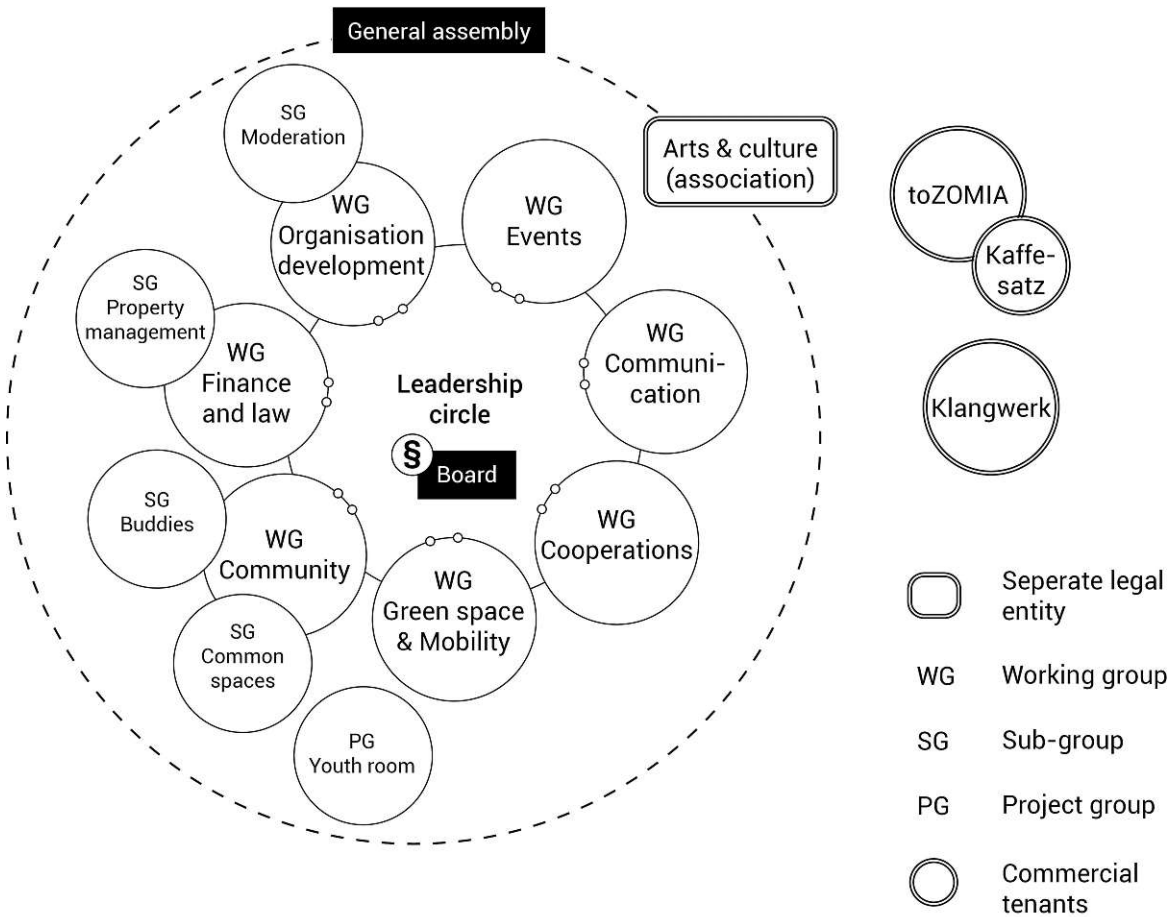 General assembly
SG
Moderation
WG
Organisation
development
WG
Events
Arts & culture
(association)
toZOMIA
Kaffe-
satz
SG
Property
management
WG
Finance
and law
WG
Communi-
cation
Klangwerk
Leadership
circle
§
Board
SG
Buddies
WG
Community
WG
Green space
& Mobility
WG
Cooperations
SG
Common
spaces
PG
Youth room
Seperate legal
entity
WG Working group
SG Sub-group
PG Project group
Commercial
tenants